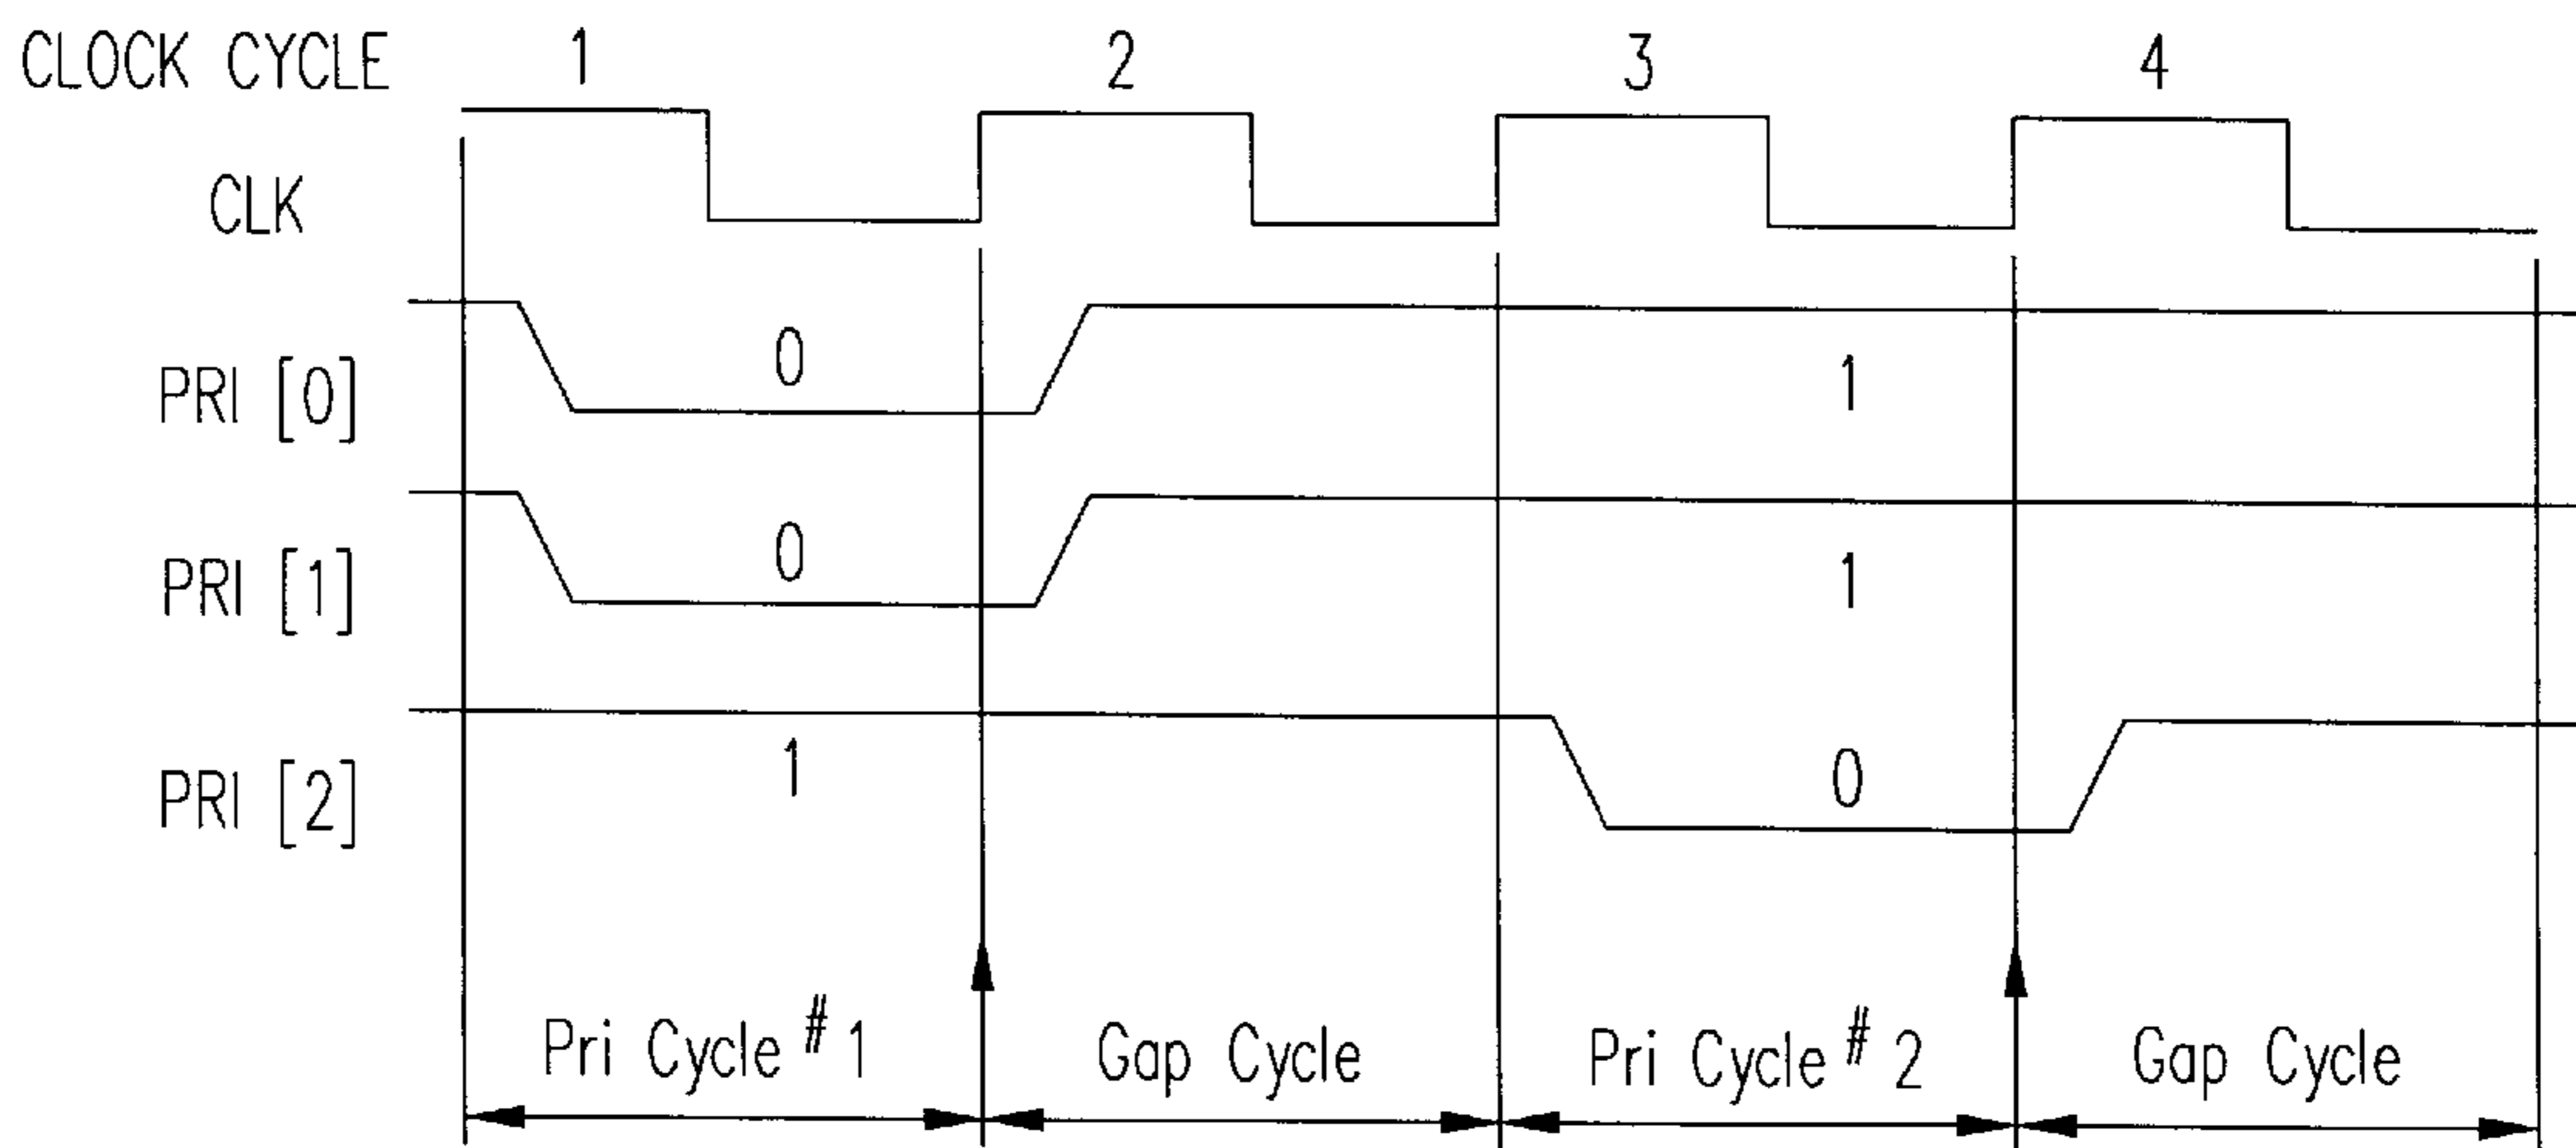 CLOCK CYCLE 1 2 3 4
CLK
PRI [0] 0 1
PRI [1] 0 1
PRI [2] 1 0
Pri Cycle # 1 Gap Cycle Pri Cycle # 2 Gap Cycle